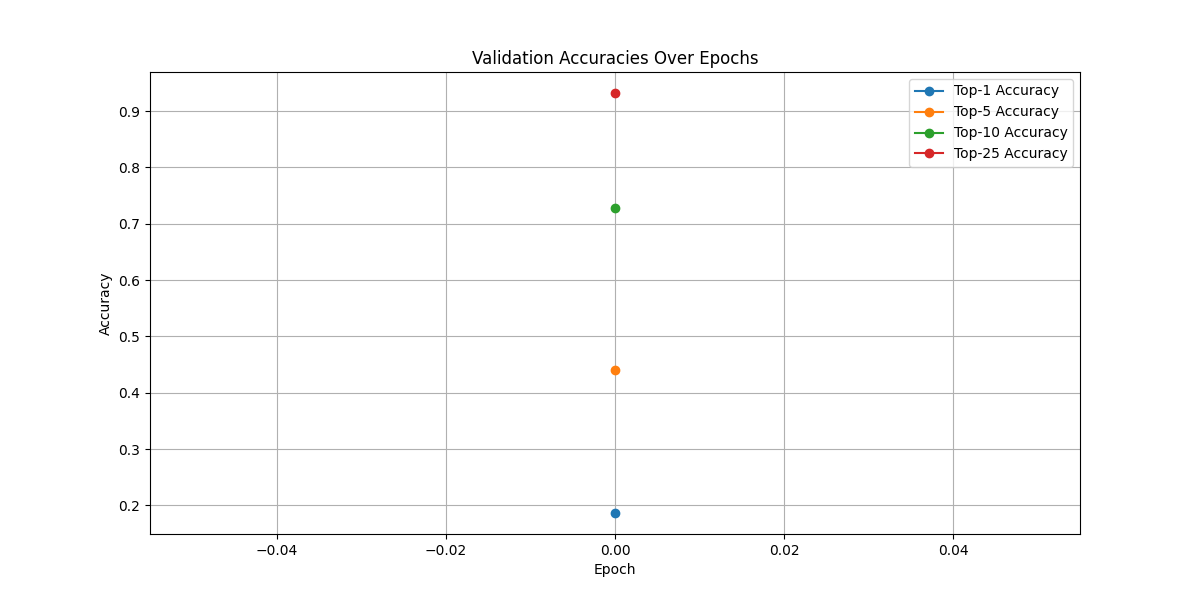 Validation Accuracies Over Epochs
Top-1 Accuracy
Top-5 Accuracy
Top-10 Accuracy
Top-25 Accuracy
Accuracy
0.9
0.8
0.7
0.6
0.5
0.4
0.3
0.2
−0.04 −0.02 0.00 0.02 0.04
Epoch